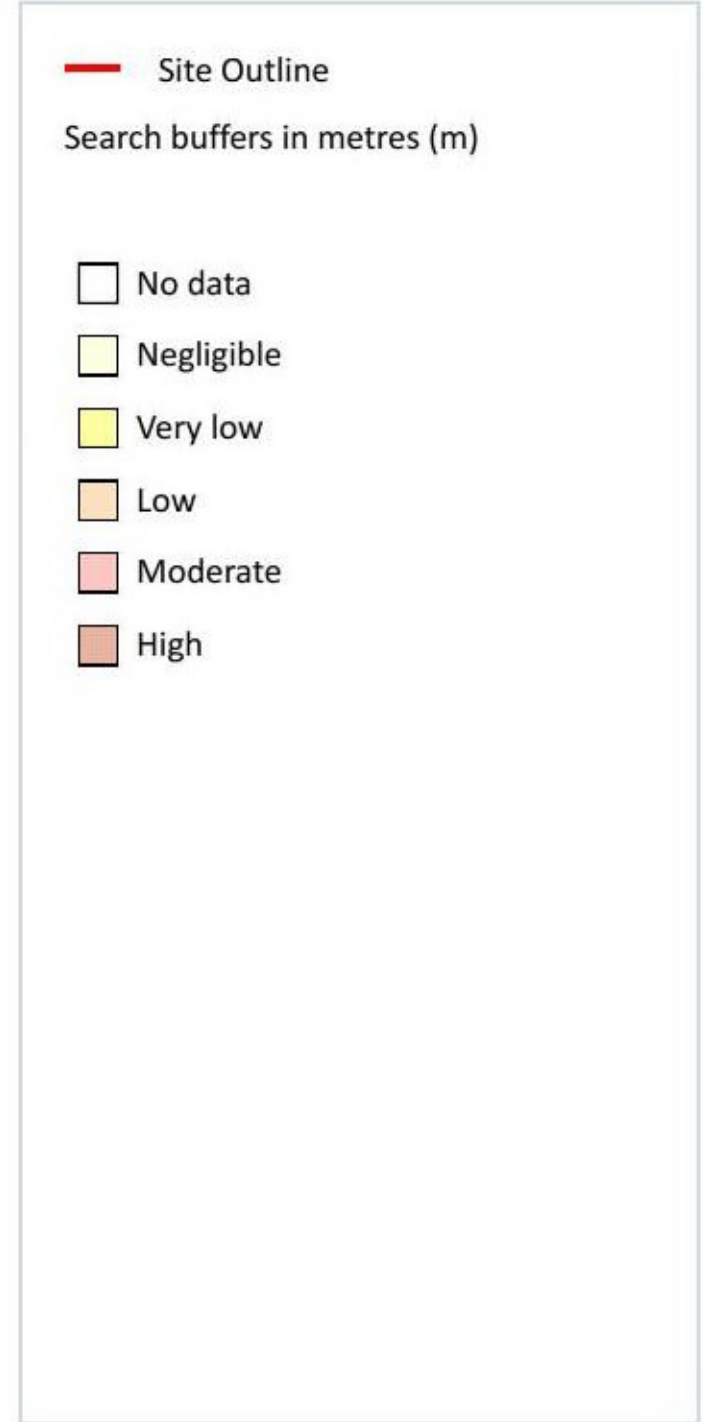 Site Outline
Search buffers in metres (m)
No data
Negligible
Very low
Low
Moderate
High